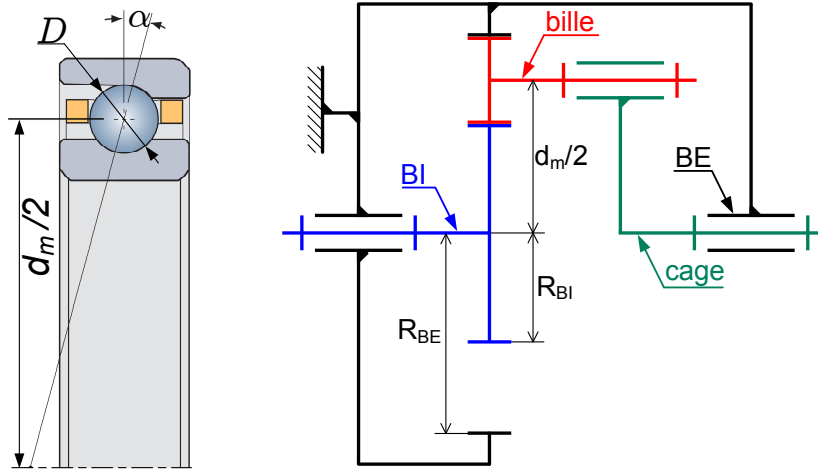 α
D
dm/2
bille
dm/2
BI
BE
RBI
cage
RBE